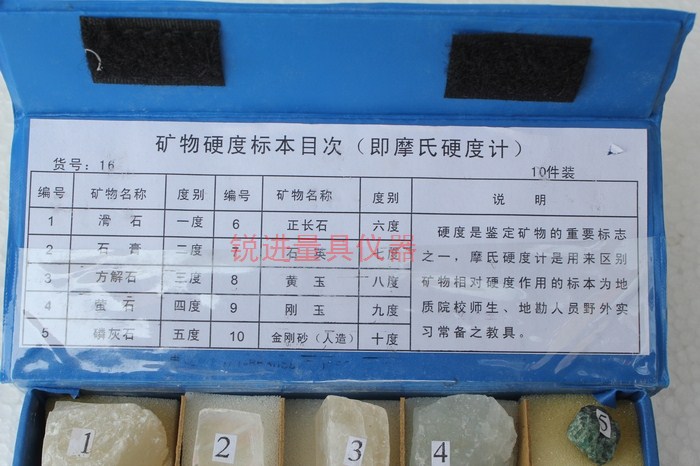 矿物硬度标本目次（即摩氏硬度计）
货号：16
10件装
编号 矿物名称 度别 编号 矿物名称 度别 说 明
1 滑 石 一度 6 正长石 六度
2 石 膏 二度 7 石 英 七度
3 方解石 三度 8 黄 玉 八度
4 萤 石 四度 9 刚 玉 九度
5 磷灰石 五度 10 金刚砂（人造） 十度
硬度是鉴定矿物的重要标志
之一，摩氏硬度计是用来区别
矿物相对硬度作用的标本为地
质院校师生、地勘人员野外实
习常备之教具。
锐进量具仪器
1
2
3
4
5